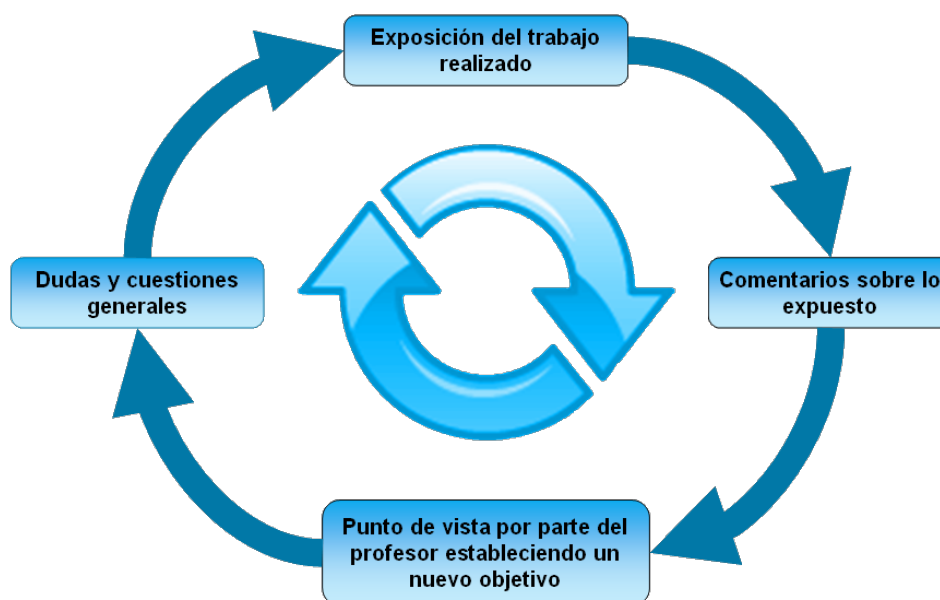 Exposición del trabajo
realizado
Comentarios sobre lo
expuesto
Punto de vista por parte del
profesor estableciendo un
nuevo objetivo
Dudas y cuestiones
generales